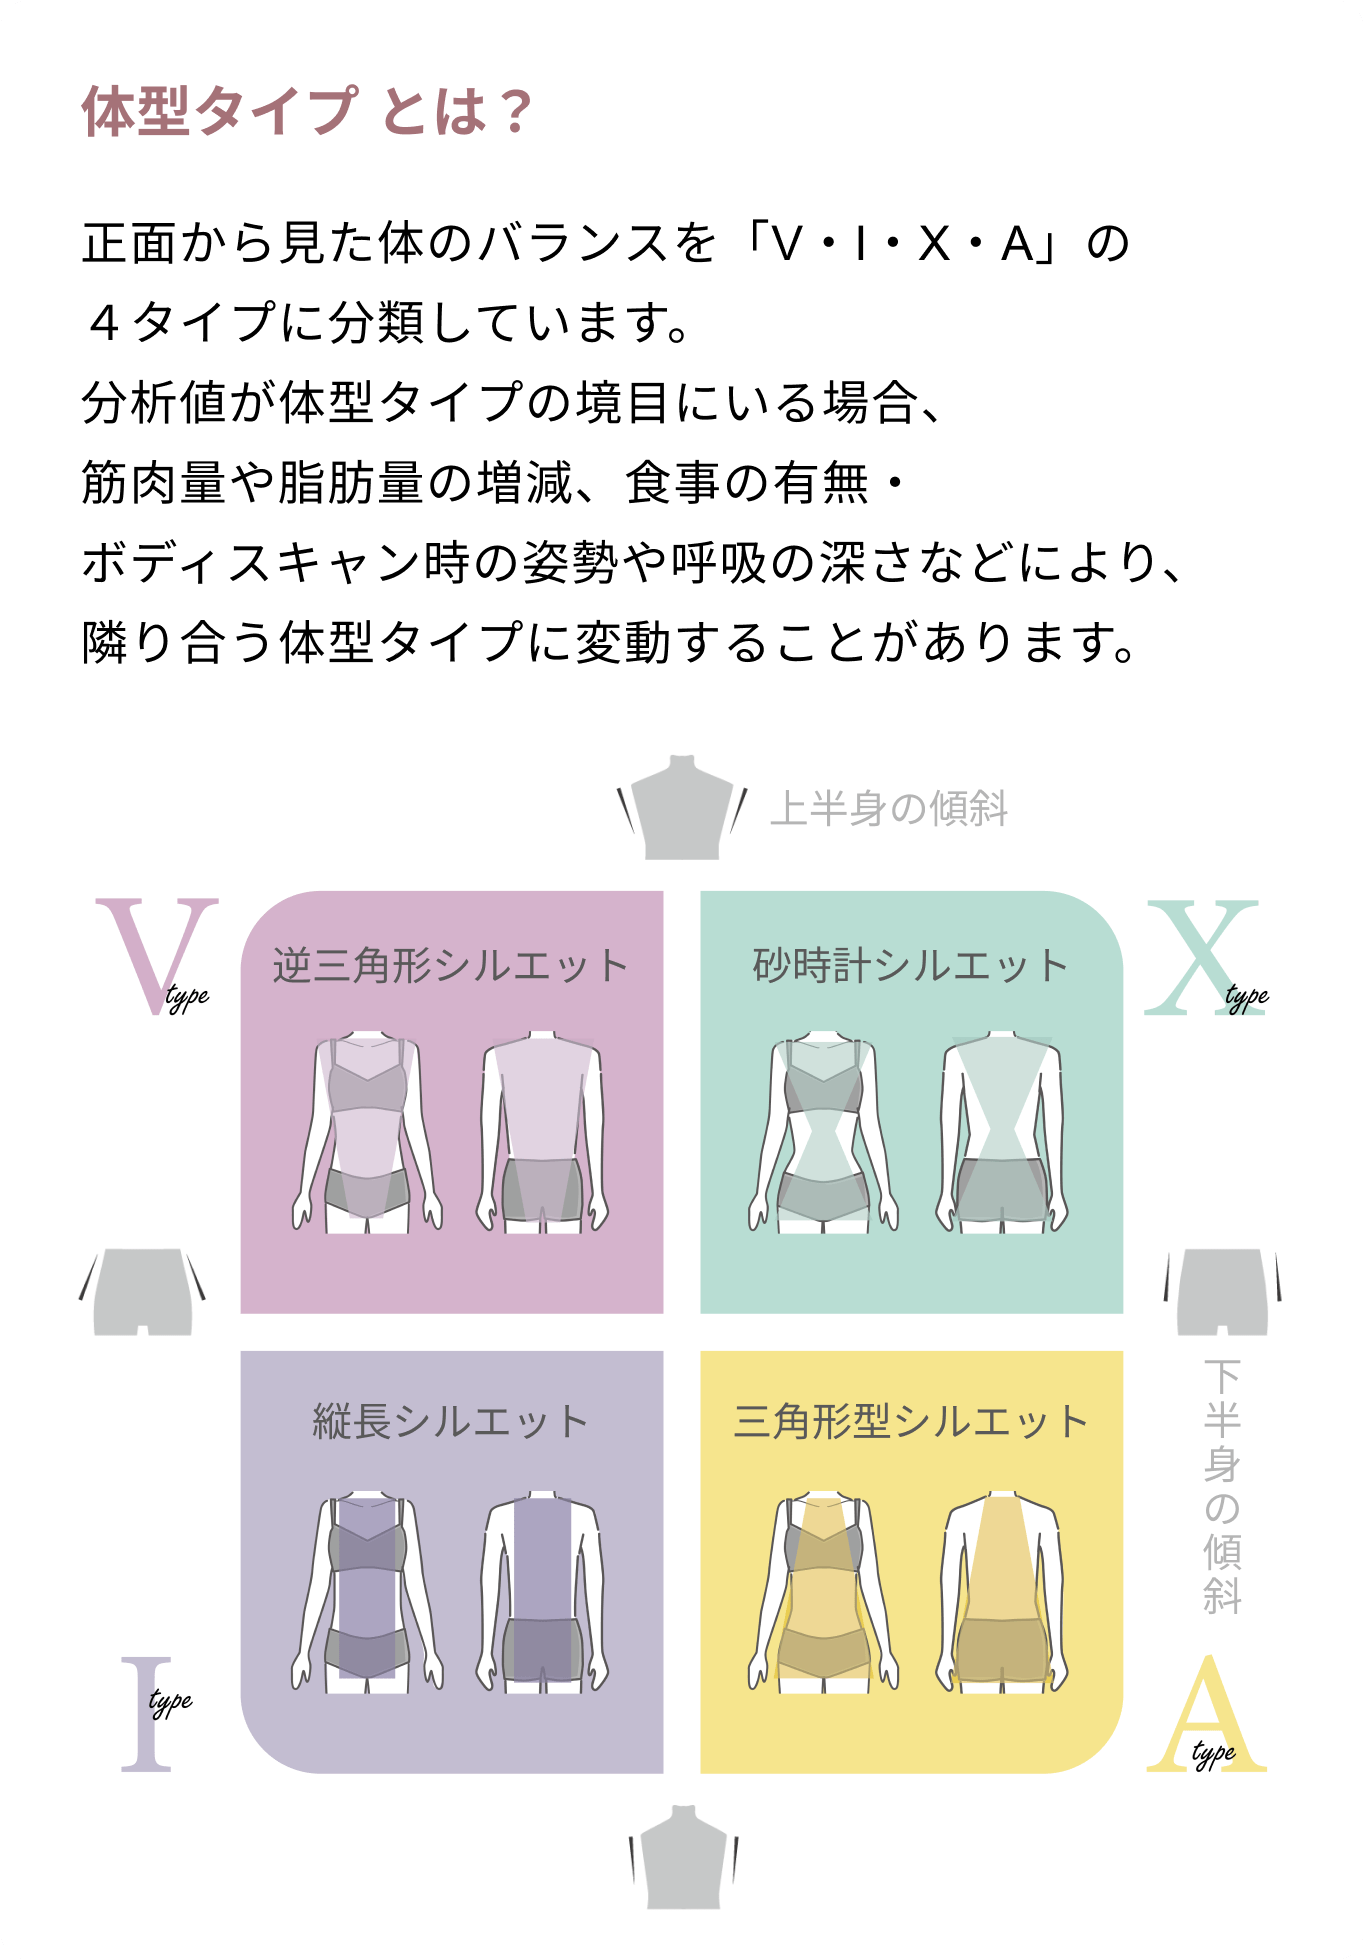 体型タイプ とは？
正面から見た体のバランスを「V・I・X・A」の
４タイプに分類しています。
分析値が体型タイプの境目にいる場合、
筋肉量や脂肪量の増減、食事の有無・
ボディスキャン時の姿勢や呼吸の深さなどにより、
隣り合う体型タイプに変動することがあります。
上半身の傾斜
V type
逆三角形シルエット
砂時計シルエット
X type
縦長シルエット
三角形型シルエット
下半身の傾斜
I type
A type